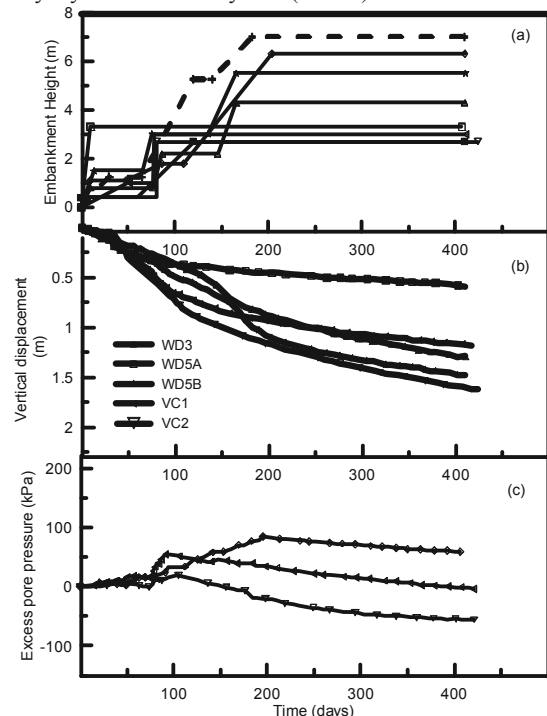 8
(a)
6
4
2
0
Embankment Height (m)
100
200
300
400
(b)
0.5
1
1.5
2
Vertical displacement
(m)
WD3
WD5A
WD5B
VC1
VC2
100
200
300
400
200
(c)
100
0
-100
Excess pore pressure (kPa)
100
200
300
400
Time (days)